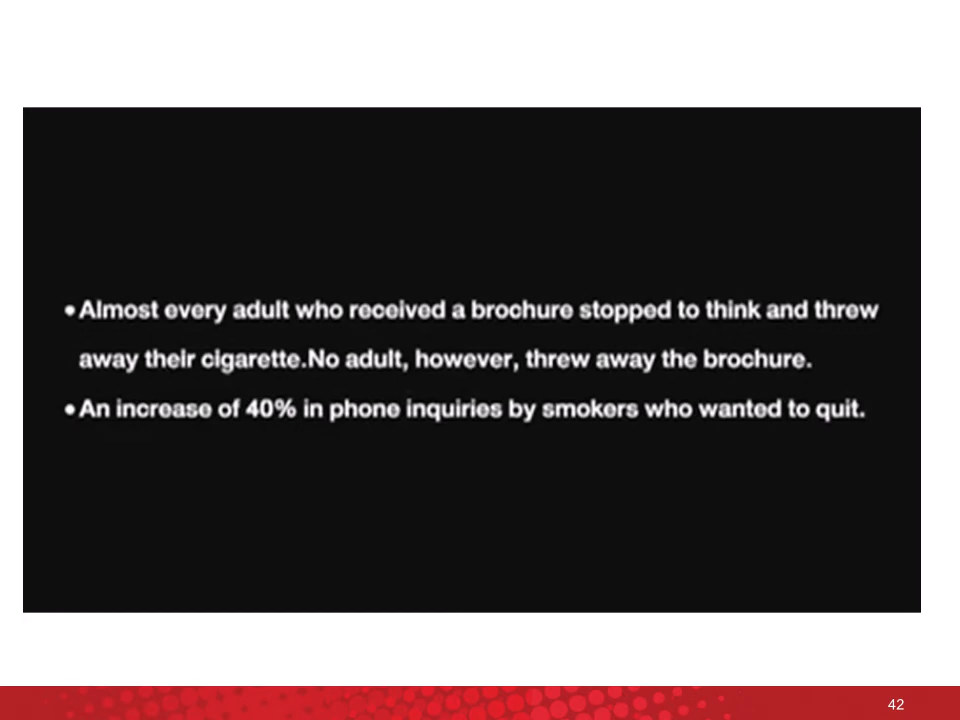 • Almost every adult who received a brochure stopped to think and threw
away their cigarette.No adult, however, threw away the brochure.
• An increase of 40% in phone inquiries by smokers who wanted to quit.
42